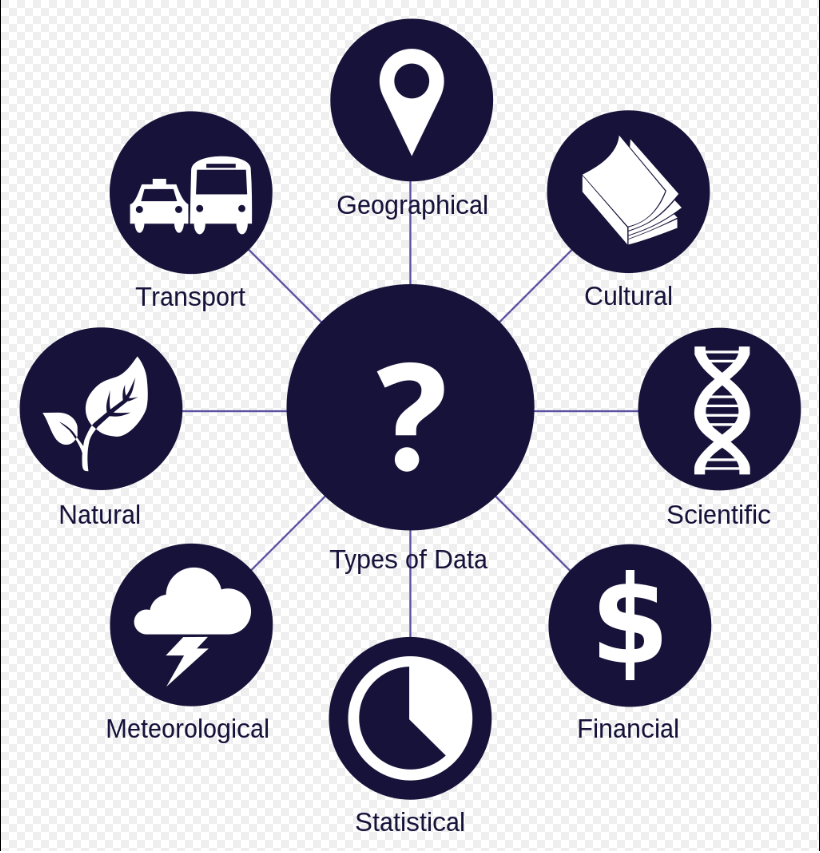 Geographical
Transport
Cultural
?
Natural
Scientific
Types of Data
$
Meteorological
Financial
Statistical